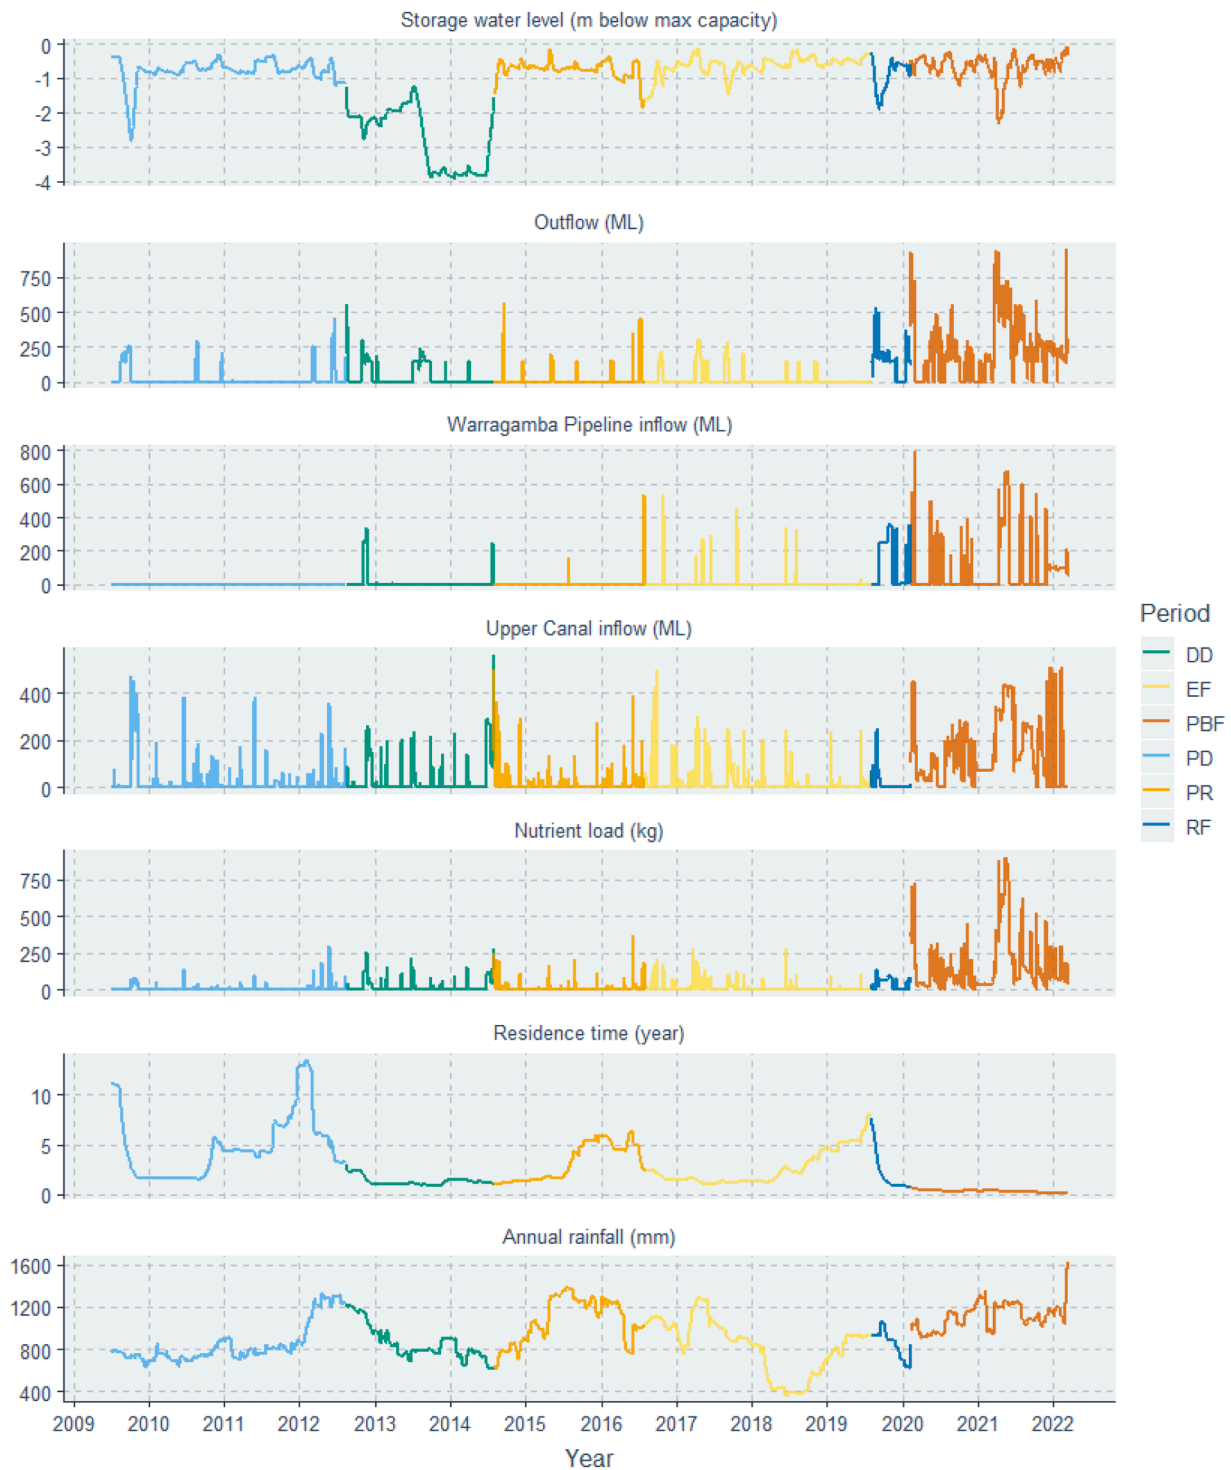 Storage water level (m below max capacity)
0
-1
-2
-3
-4
Outflow (ML)
750
500
250
0
Warragamba Pipeline inflow (ML)
800
600
400
200
0
Upper Canal inflow (ML)
400
200
0
Nutrient load (kg)
750
500
250
0
Residence time (year)
10
5
0
Annual rainfall (mm)
1600
1200
800
400
2009 2010 2011 2012 2013 2014 2015 2016 2017 2018 2019 2020 2021 2022
Year
Period
DD
EF
PBF
PD
PR
RF